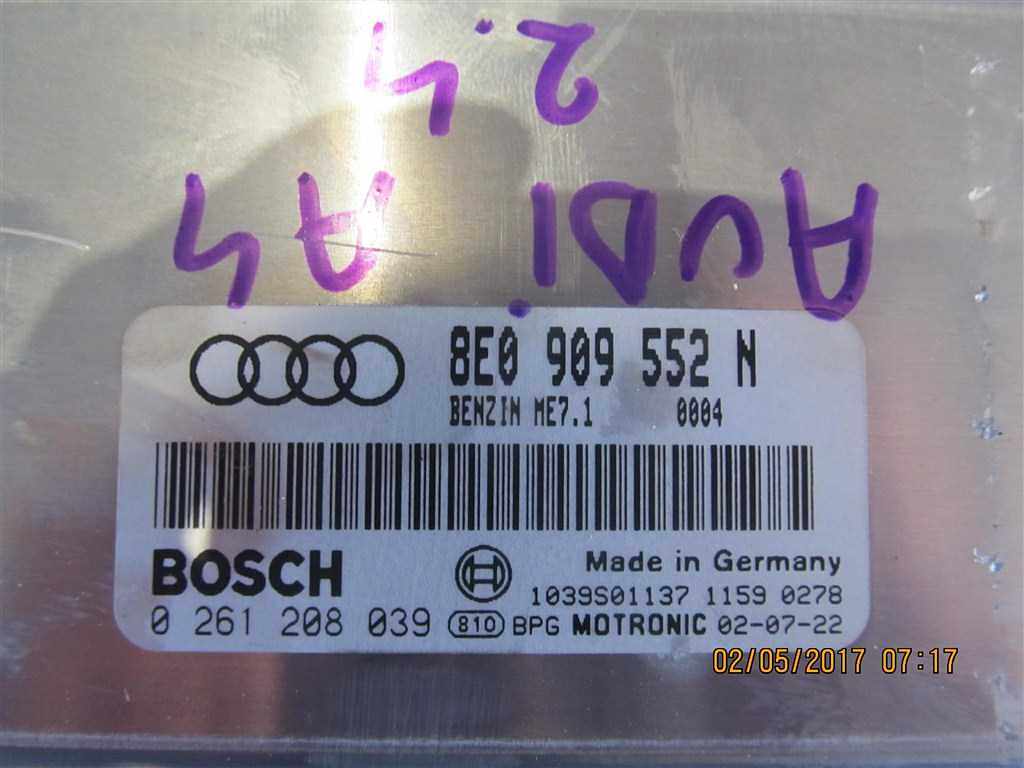 AUDI A4
2.4
8E0 909 552 N
BENZIN ME7.1 0004
BOSCH
Made in Germany
1039S01137 1159 0278
0 261 208 039 810 BPG MOTRONIC 02-07-22
02/05/2017 07:17